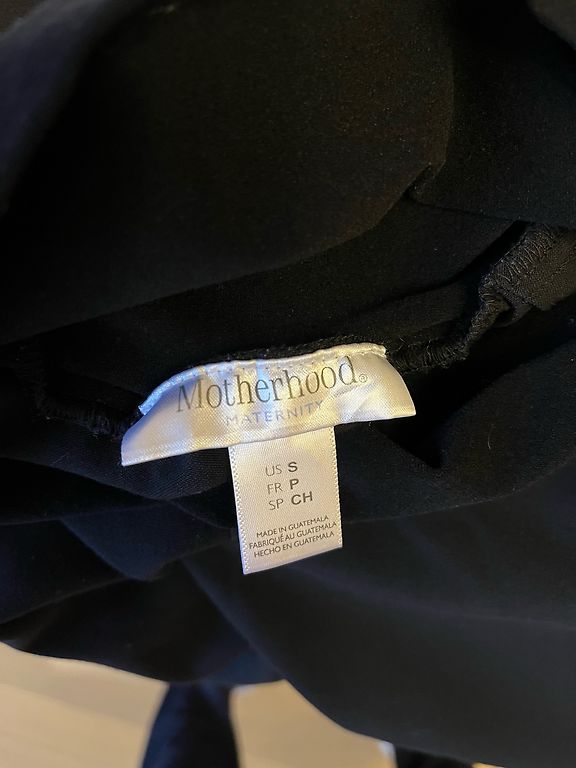 Motherhood®
MATERNITY
US S
FR P
SP CH
MADE IN GUATEMALA
FABRIQUÉ AU GUATEMALA
HECHO EN GUATEMALA